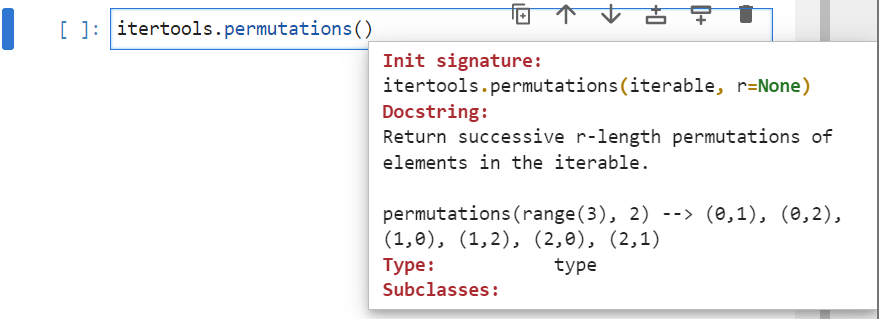 [ ]: itertools.permutations()
Init signature:
itertools.permutations(iterable, r=None)
Docstring:
Return successive r-length permutations of
elements in the iterable.
permutations(range(3), 2) --> (0,1), (0,2),
(1,0), (1,2), (2,0), (2,1)
Type: type
Subclasses: